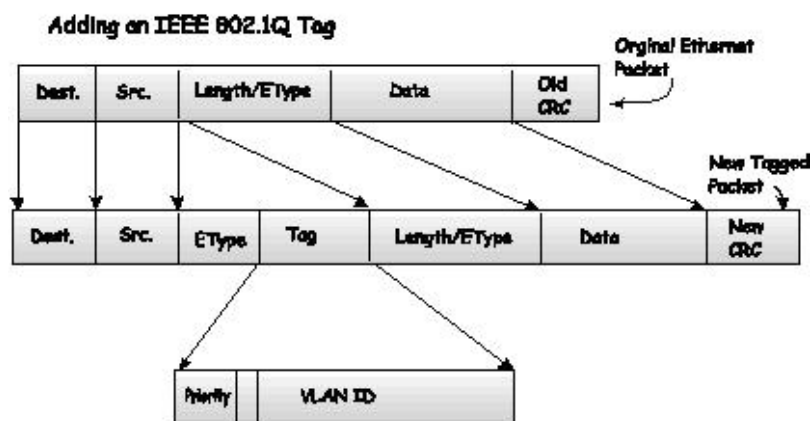 Adding an IEEE 802.1Q Tag
Orginal Ethernet
Packet
Dest. Src. Length/EType Data Old
CRC
New Tagged
Packet
Dest. Src. EType Tag Length/EType Data New
CRC
Priority VLAN ID